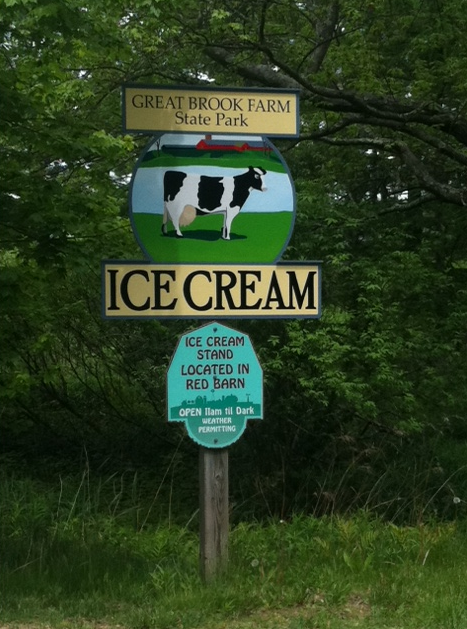 GREAT BROOK FARM
State Park
ICE CREAM
ICE CREAM
STAND
LOCATED IN
RED BARN
OPEN 11am til Dark
WEATHER
PERMITTING